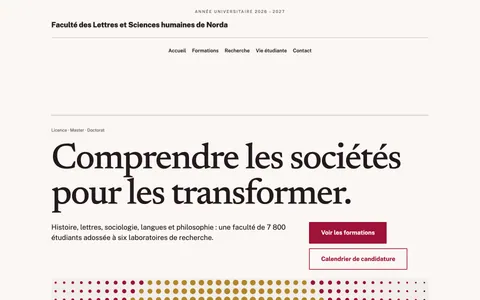 ANNÉE UNIVERSITAIRE 2026 - 2027
Faculté des Lettres et Sciences humaines de Norda
Accueil Formations Recherche Vie étudiante Contact
Licence · Master · Doctorat
Comprendre les sociétés
pour les transformer.
Histoire, lettres, sociologie, langues et philosophie : une faculté de 7 800
étudiants adossée à six laboratoires de recherche.
Voir les formations
Calendrier de candidature